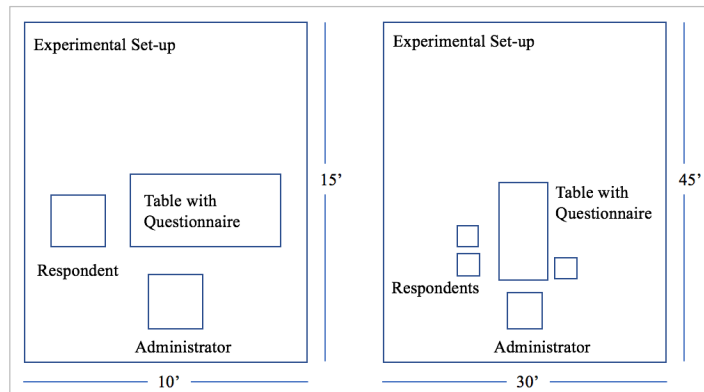 Experimental Set-up
Table with
Questionnaire
Respondent
Administrator
15’
10’
Experimental Set-up
Table with
Questionnaire
Respondents
Administrator
45’
30’